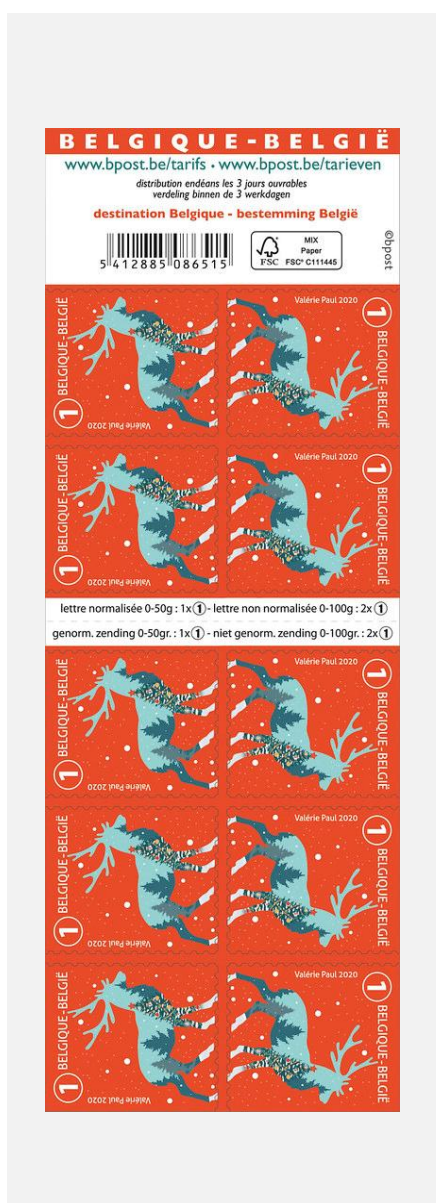 BELGIQUE-BELGIË
www.bpost.be/tarifs • www.bpost.be/tarieven
distribution endéans les 3 jours ouvrables
verdeling binnen de 3 werkdagen
destination Belgique - bestemming België
5 412885 086515
FSC
MIX
Paper
FSC® C111445
©bpost
1 BELGIQUE-BELGIË
Valérie Paul 2020
Valérie Paul 2020
1 BELGIQUE-BELGIË
1 BELGIQUE-BELGIË
Valérie Paul 2020
Valérie Paul 2020
1 BELGIQUE-BELGIË
lettre normalisée 0-50g : 1x① - lettre non normalisée 0-100g : 2x①
genorm. zending 0-50gr. : 1x① - niet genorm. zending 0-100gr. : 2x①
1 BELGIQUE-BELGIË
Valérie Paul 2020
Valérie Paul 2020
1 BELGIQUE-BELGIË
1 BELGIQUE-BELGIË
Valérie Paul 2020
Valérie Paul 2020
1 BELGIQUE-BELGIË
1 BELGIQUE-BELGIË
Valérie Paul 2020
Valérie Paul 2020
1 BELGIQUE-BELGIË